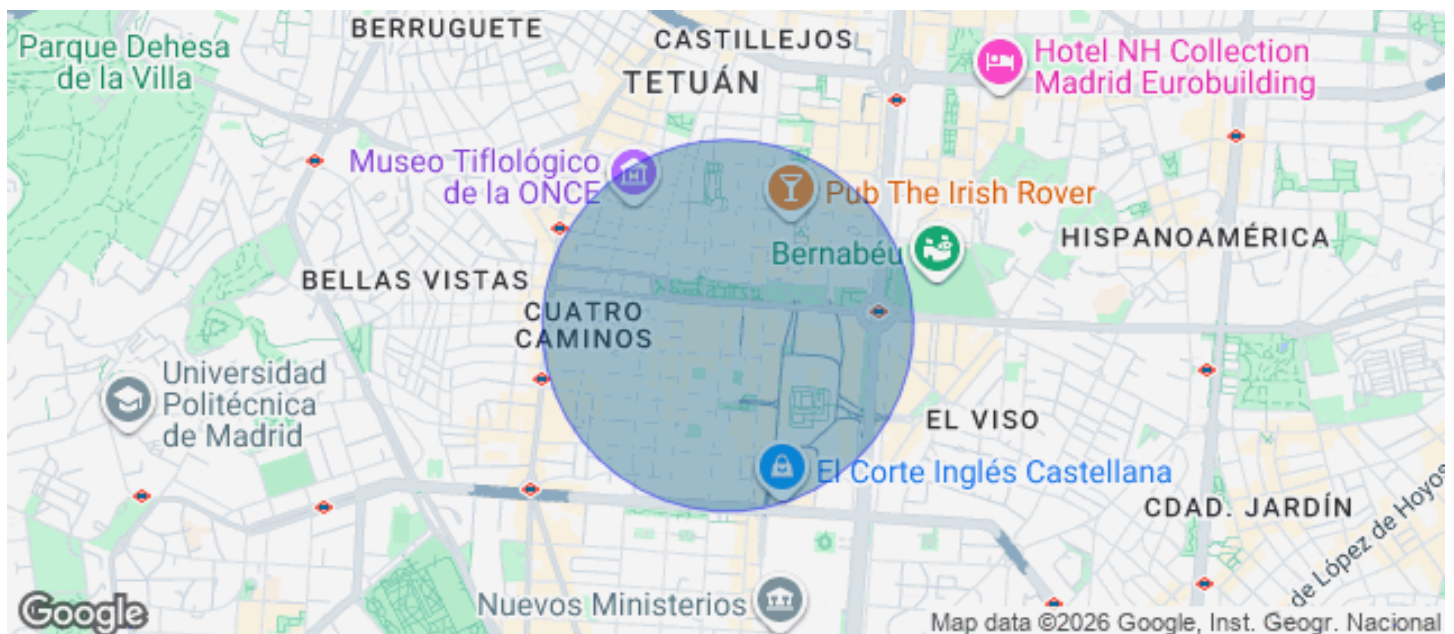 BERRUGUETE
CASTILLEJOS
Parque Dehesa
de la Villa
TETUÁN
Hotel NH Collection
Madrid Eurobuilding
Museo Tiflológico
de la ONCE
Pub The Irish Rover
Bernabéu
HISPANOAMÉRICA
BELLAS VISTAS
CUATRO
CAMINOS
Universidad
Politécnica
de Madrid
EL VISO
El Corte Inglés Castellana
CDAD. JARDÍN
de López de Hoyos
Nuevos Ministerios
Google
Map data ©2026 Google, Inst. Geogr. Nacional